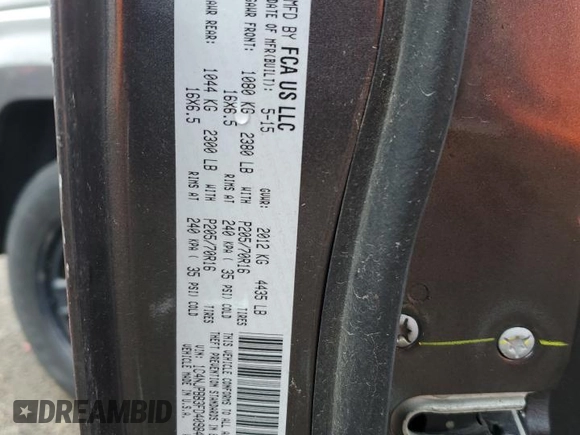 MFD BY FCA US LLC
DATE OF MFR(BUILT): 5-15 GVWR: 2012 KG 4435 LB
GAWR FRONT: 1080 KG 2380 LB WITH P205/70R16 TIRES
16X6.5 RIMS AT 240 KPA ( 35 PSI) COLD
GAWR REAR: 1044 KG 2300 LB WITH P205/70R16 TIRES
16X6.5 RIMS AT 240 KPA ( 35 PSI) COLD
THIS VEHICLE CONFORMS TO ALL
THEFT PREVENTION STANDARDS IN
VIN:
VEHICLE MADE IN U.S.A.
DREAMBID